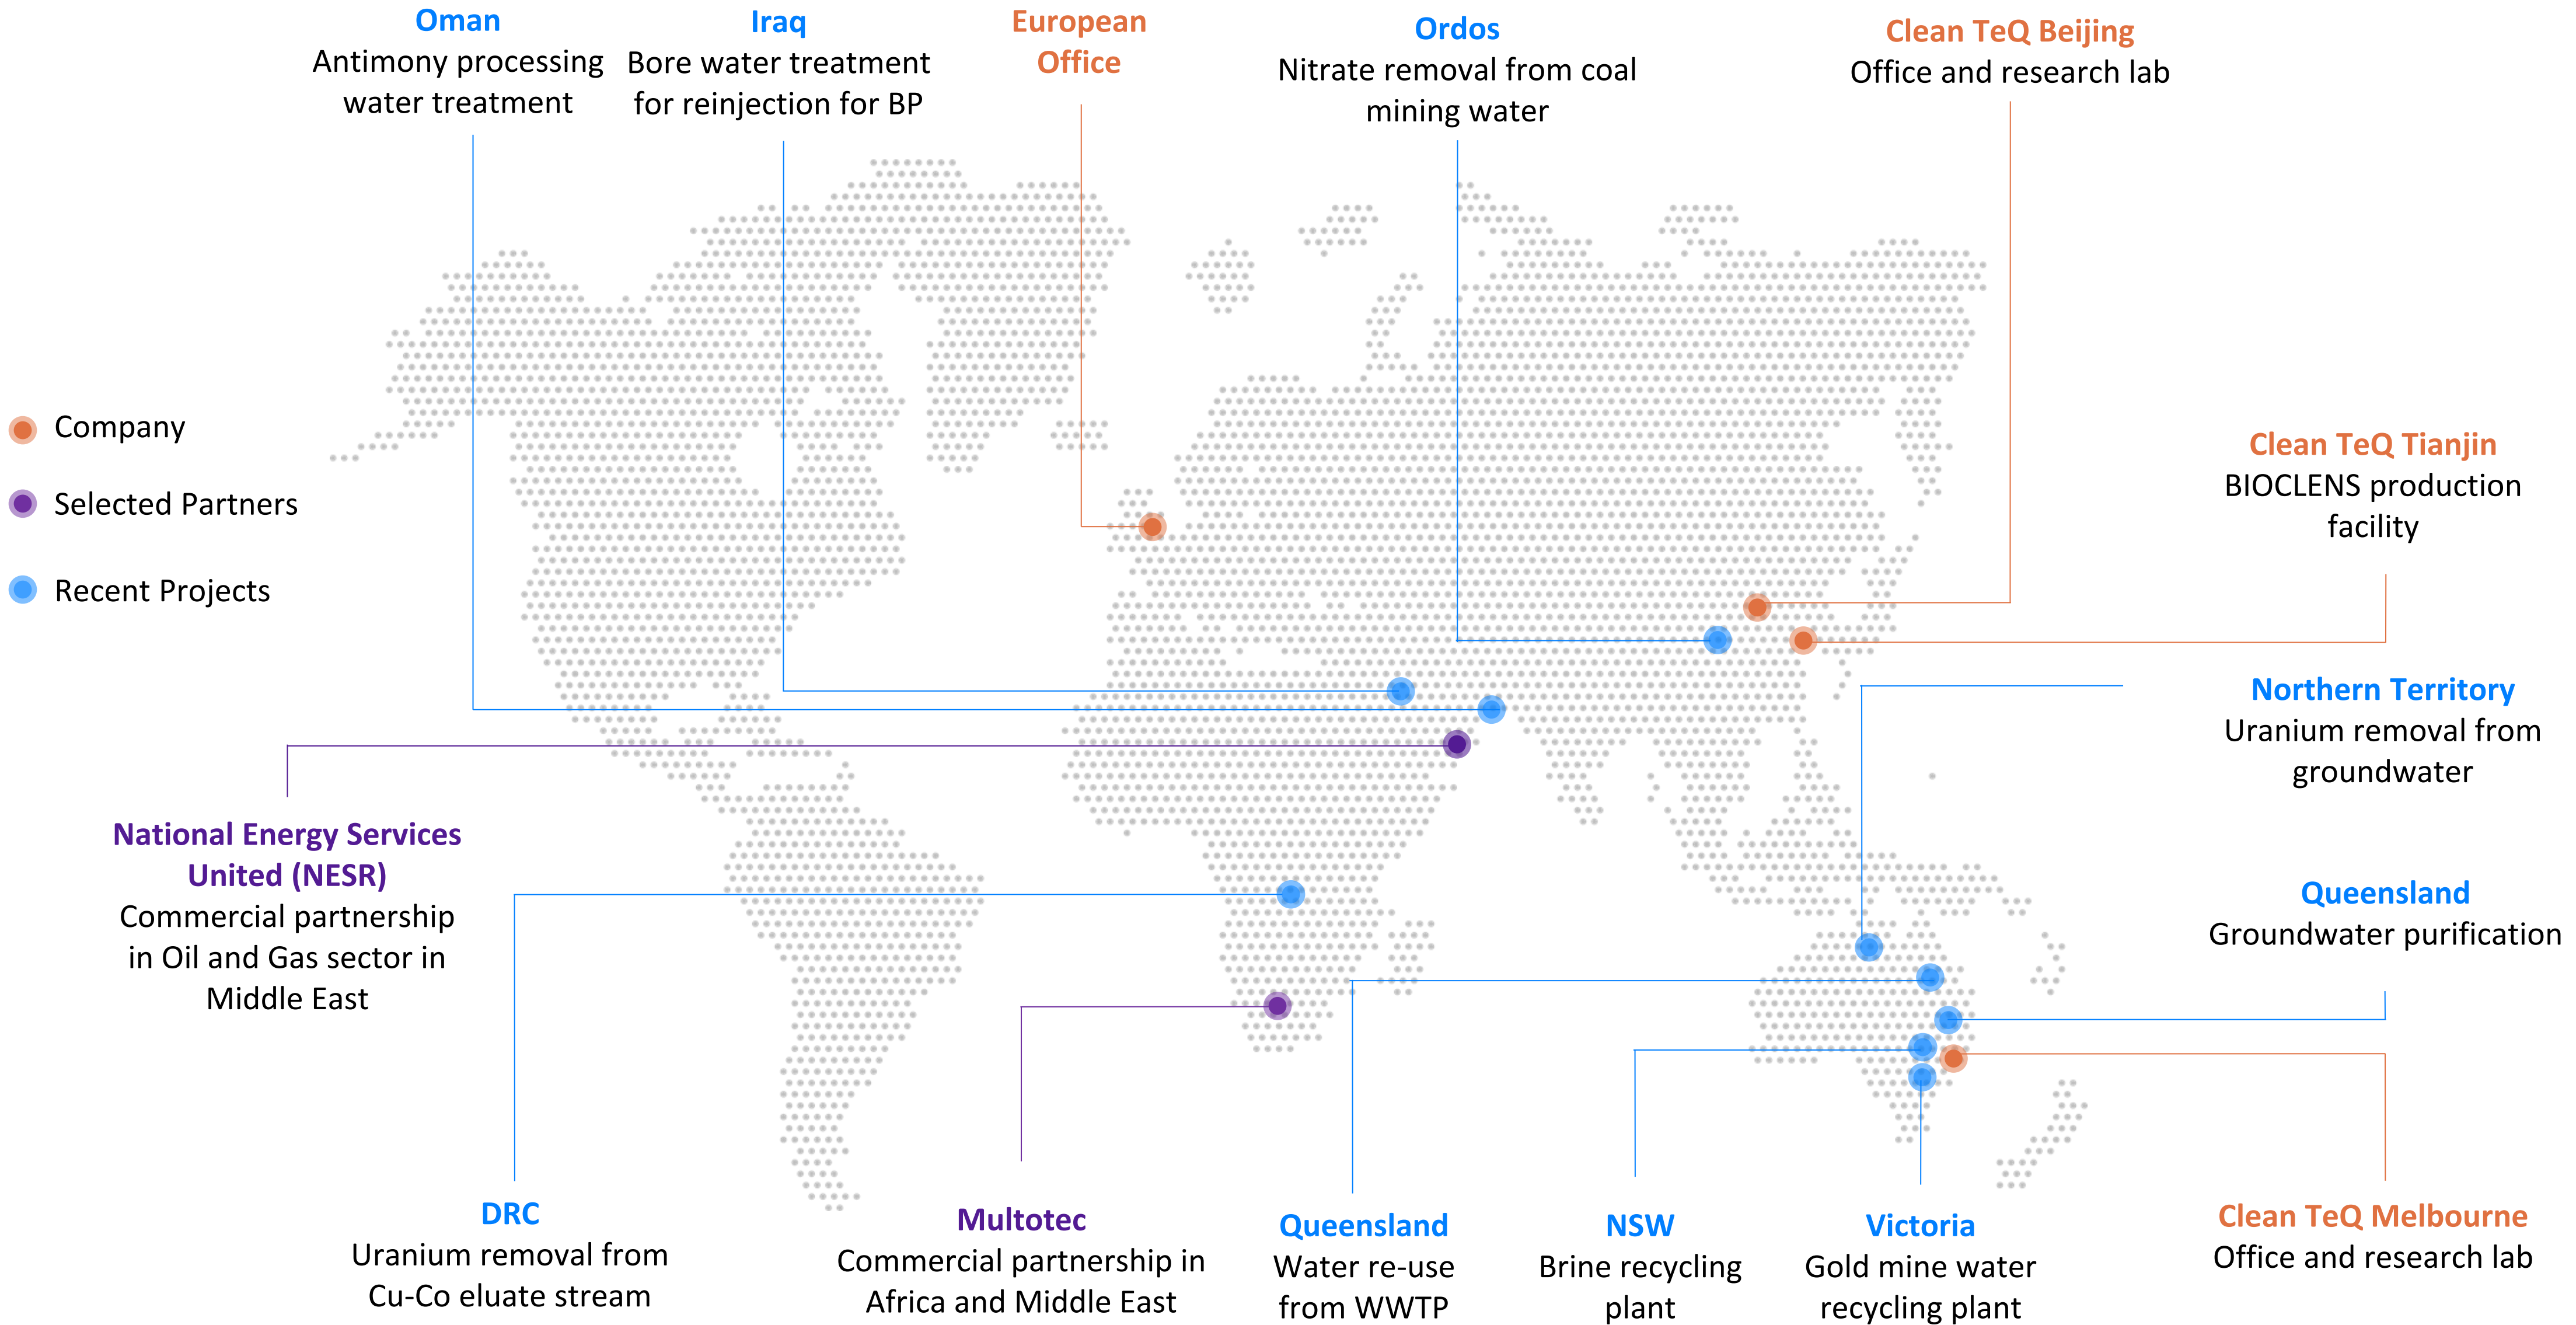 Oman
Antimony processing
water treatment
Iraq
Bore water treatment
for reinjection for BP
European
Office
Ordos
Nitrate removal from coal
mining water
Clean TeQ Beijing
Office and research lab
Company
Selected Partners
Recent Projects
Clean TeQ Tianjin
BIOCLENS production
facility
Northern Territory
Uranium removal from
groundwater
National Energy Services
United (NESR)
Commercial partnership
in Oil and Gas sector in
Middle East
Queensland
Groundwater purification
DRC
Uranium removal from
Cu-Co eluate stream
Multotec
Commercial partnership in
Africa and Middle East
Queensland
Water re-use
from WWTP
NSW
Brine recycling
plant
Victoria
Gold mine water
recycling plant
Clean TeQ Melbourne
Office and research lab